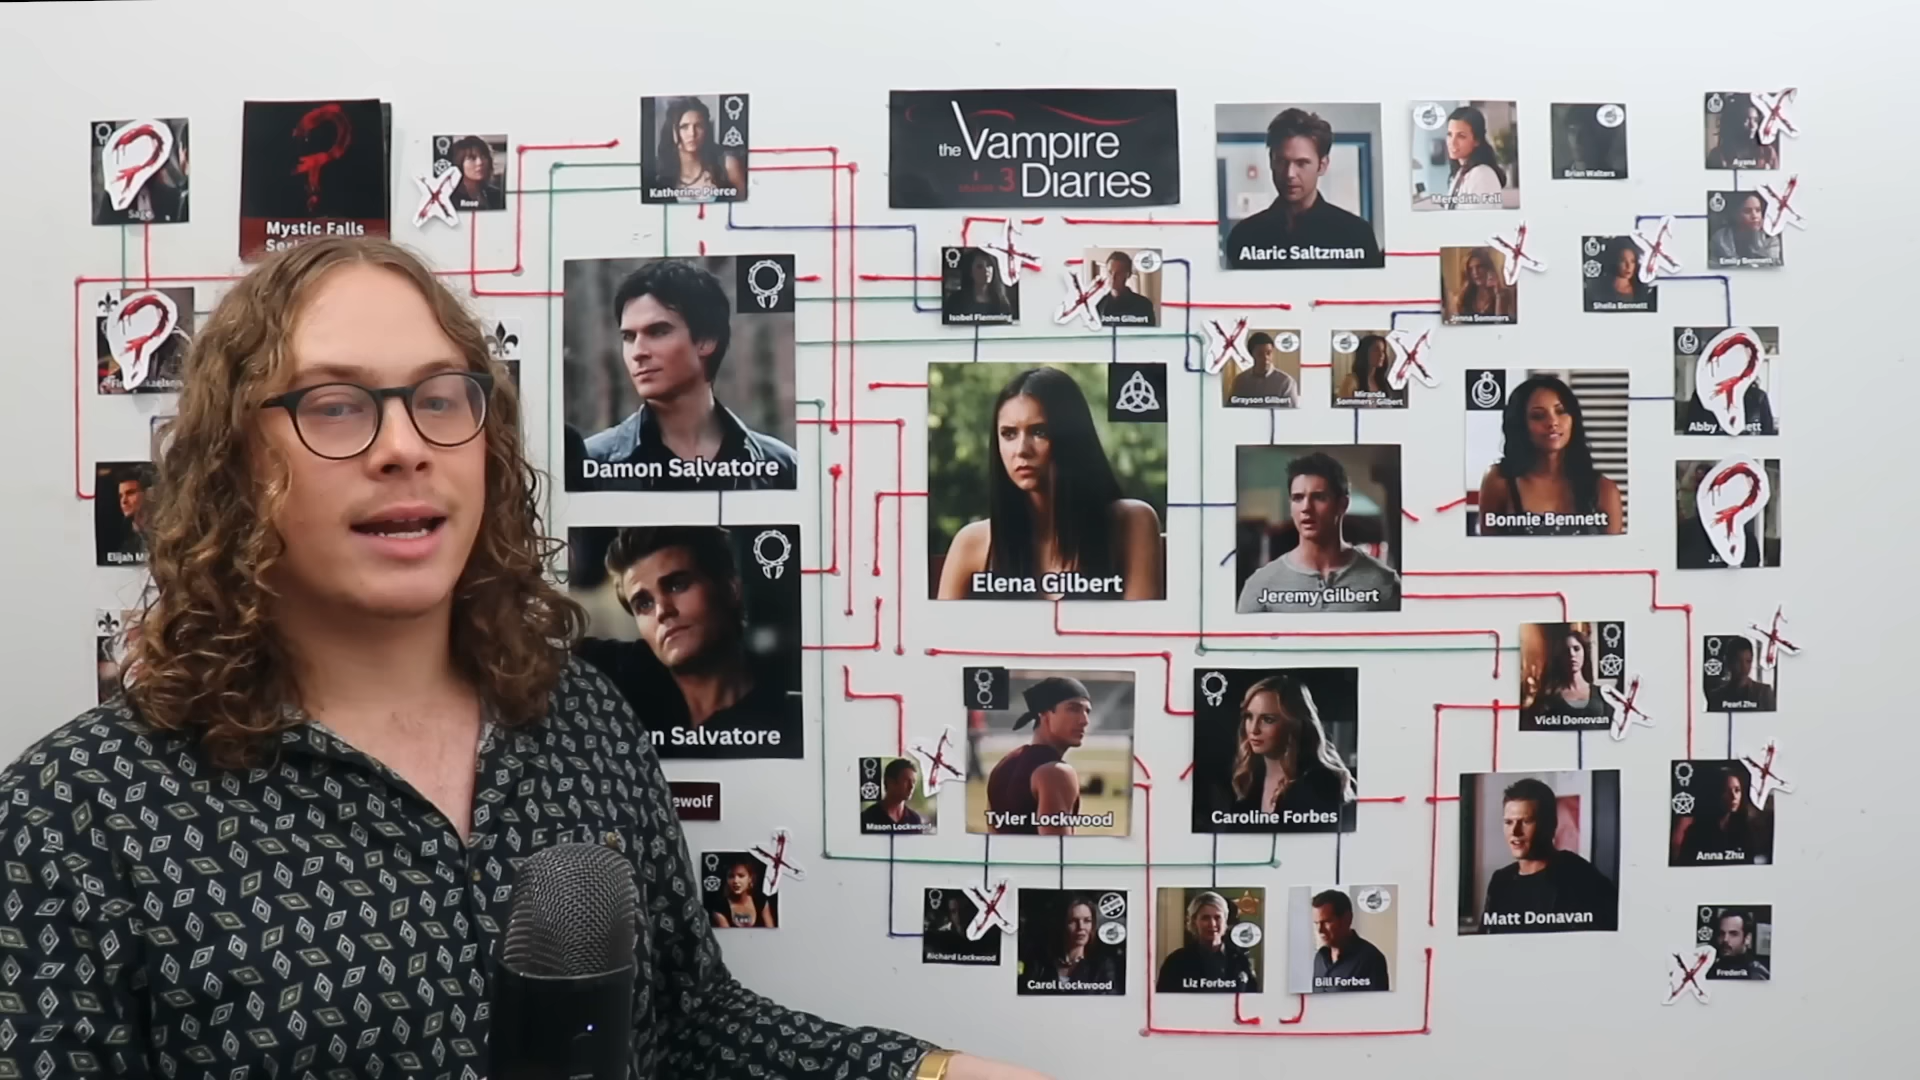 the Vampire
season 3 Diaries
Mystic Falls
Rose
Katherine Pierce
Alaric Saltzman
Meredith Fell
Brian Walters
Ayana
Emily Bennett
Sheila Bennett
Isobel Flemming
John Gilbert
Jenna Sommers
Grayson Gilbert
Miranda
Sommers-Gilbert
Damon Salvatore
Elena Gilbert
Jeremy Gilbert
Bonnie Bennett
Elijah
Salvatore
Vicki Donovan
Pearl Zhu
Mason Lockwood
Tyler Lockwood
Caroline Forbes
Matt Donavan
Anna Zhu
Richard Lockwood
Carol Lockwood
Liz Forbes
Bill Forbes
Frederik
Lexi